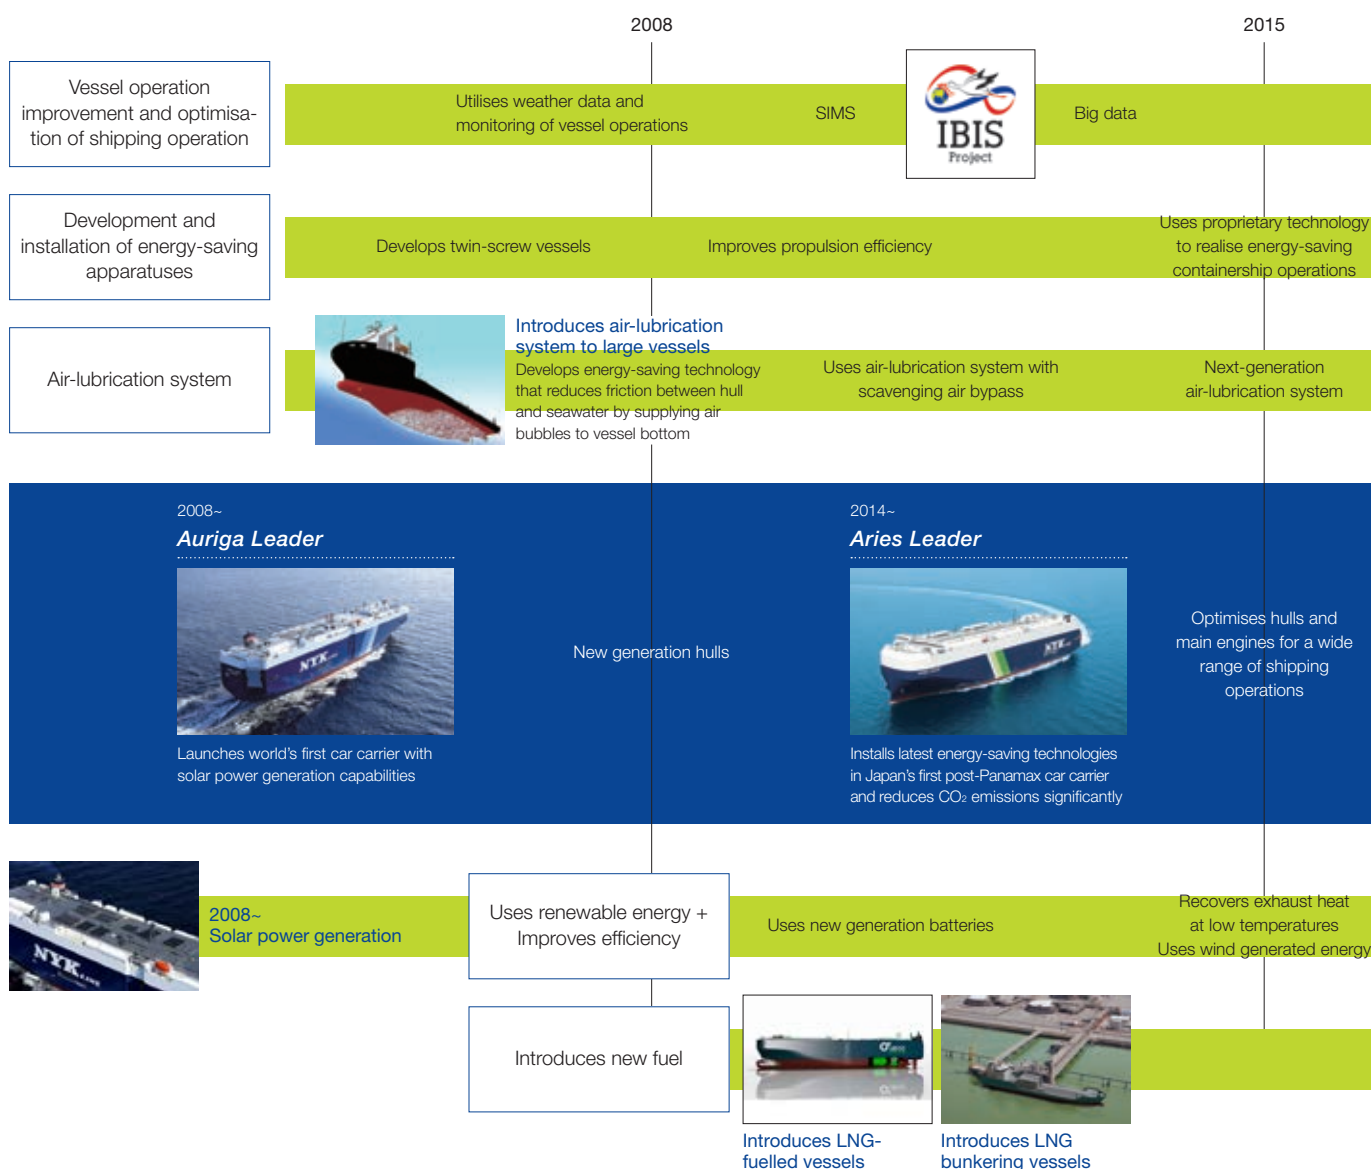 2008
2015
Vessel operation
improvement and optimisa-
tion of shipping operation
Utilises weather data and
monitoring of vessel operations
SIMS
IBIS
Project
Big data
Development and
installation of energy-saving
apparatuses
Develops twin-screw vessels
Improves propulsion efficiency
Uses proprietary technology
to realise energy-saving
containership operations
Air-lubrication system
Introduces air-lubrication
system to large vessels
Develops energy-saving technology
that reduces friction between hull
and seawater by supplying air
bubbles to vessel bottom
Uses air-lubrication system with
scavenging air bypass
Next-generation
air-lubrication system
2008~
Auriga Leader
NYK
Launches world's first car carrier with
solar power generation capabilities
New generation hulls
2014~
Aries Leader
NYK
Installs latest energy-saving technologies
in Japan's first post-Panamax car carrier
and reduces CO₂ emissions significantly
Optimises hulls and
main engines for a wide
range of shipping
operations
NYK LINE
2008~
Solar power generation
Uses renewable energy +
Improves efficiency
Uses new generation batteries
Recovers exhaust heat
at low temperatures
Uses wind generated energy
Introduces new fuel
Introduces LNG-
fuelled vessels
Introduces LNG
bunkering vessels